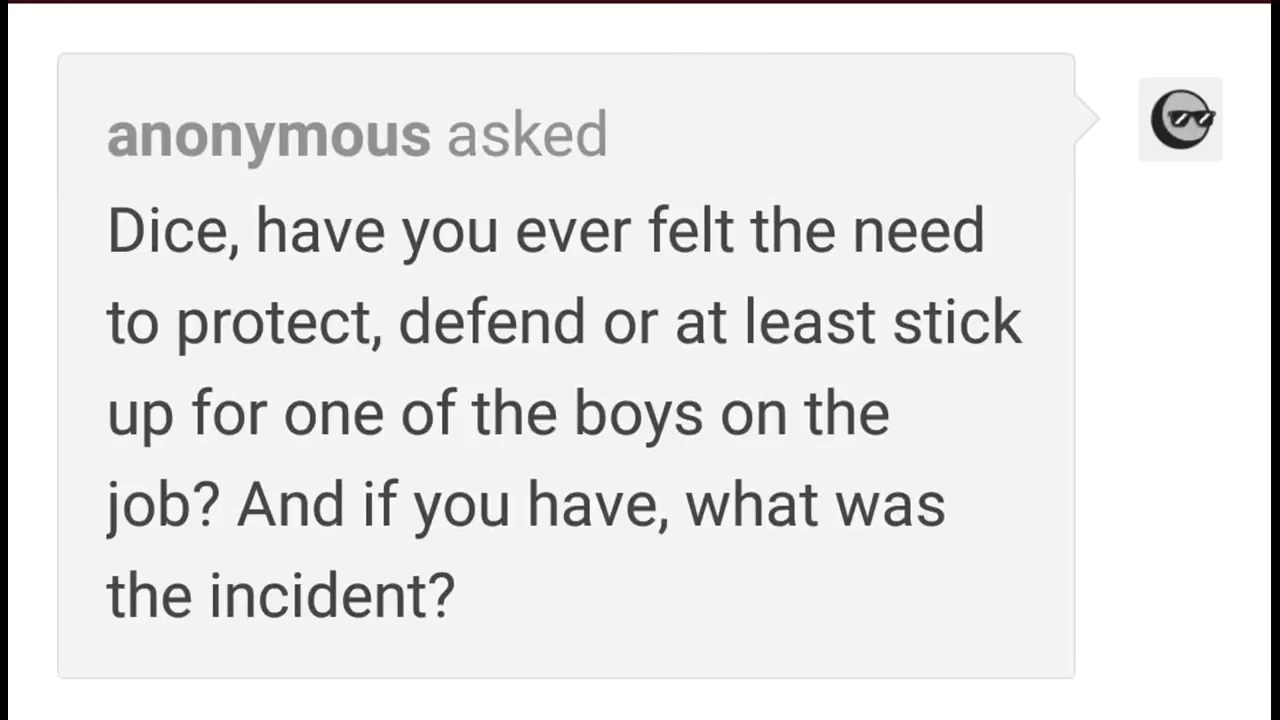 anonymous asked
Dice, have you ever felt the need
to protect, defend or at least stick
up for one of the boys on the
job? And if you have, what was
the incident?